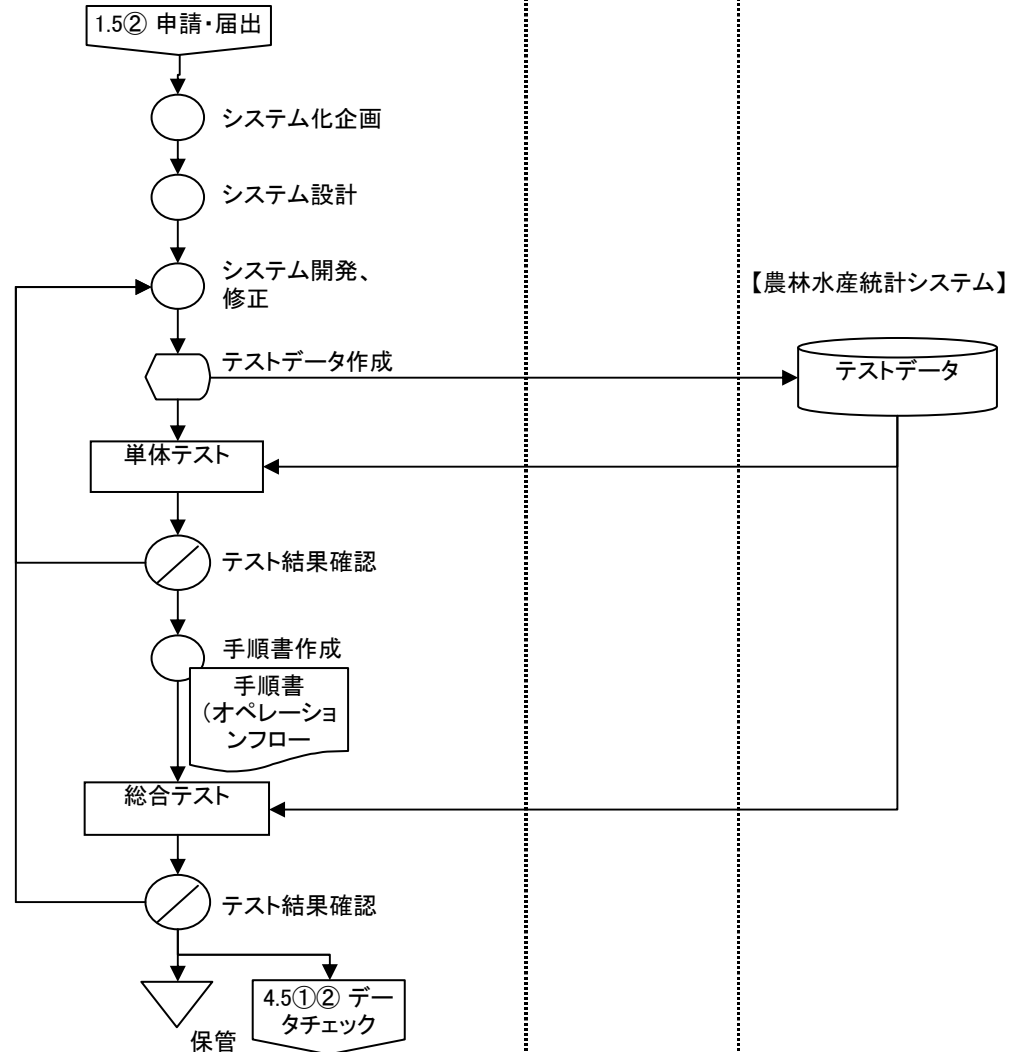 1.5② 申請・届出
システム化企画
システム設計
システム開発、
修正
【農林水産統計システム】
テストデータ作成
テストデータ
単体テスト
テスト結果確認
手順書作成
手順書
（オペレーショ
ンフロー
総合テスト
テスト結果確認
保管
4.5①② デー
タチェック